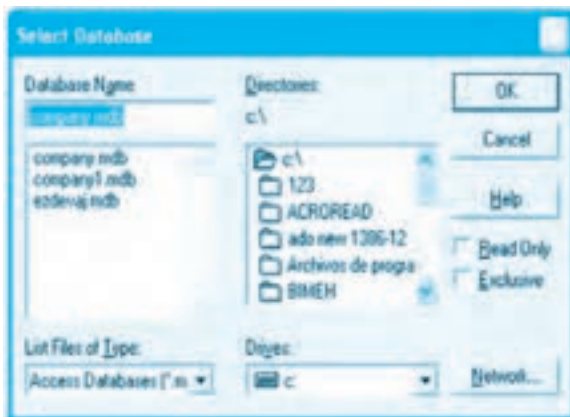 Select Database
Database Name
company.mdb
company.mdb
company1.mdb
ezdevaj.mdb
List Files of Type:
Access Databases (*.m
Directories:
c:\
c:\
123
ACROREAD
ado new 1386-12
Archivos de progra
BIMEH
Drives:
c:
OK
Cancel
Help
Read Only
Exclusive
Network...